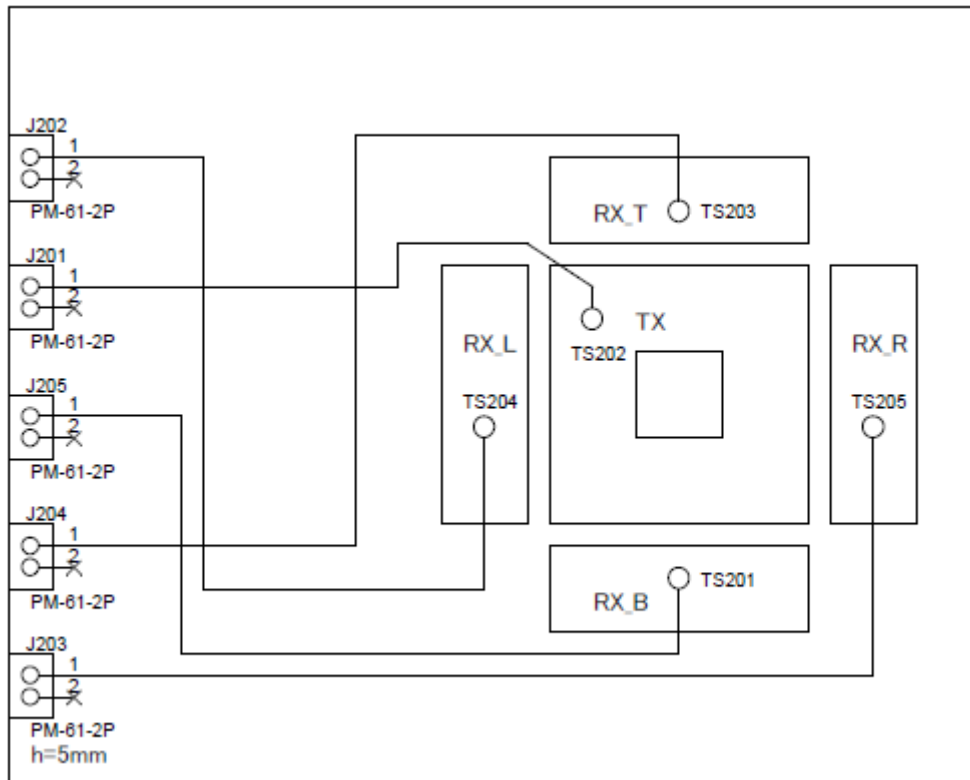 J202
1
2
PM-61-2P
J201
1
2
PM-61-2P
J205
1
2
PM-61-2P
J204
1
2
PM-61-2P
J203
1
2
PM-61-2P
h=5mm
RX_T
TS203
TX
TS202
RX_L
TS204
RX_R
TS205
TS201
RX_B